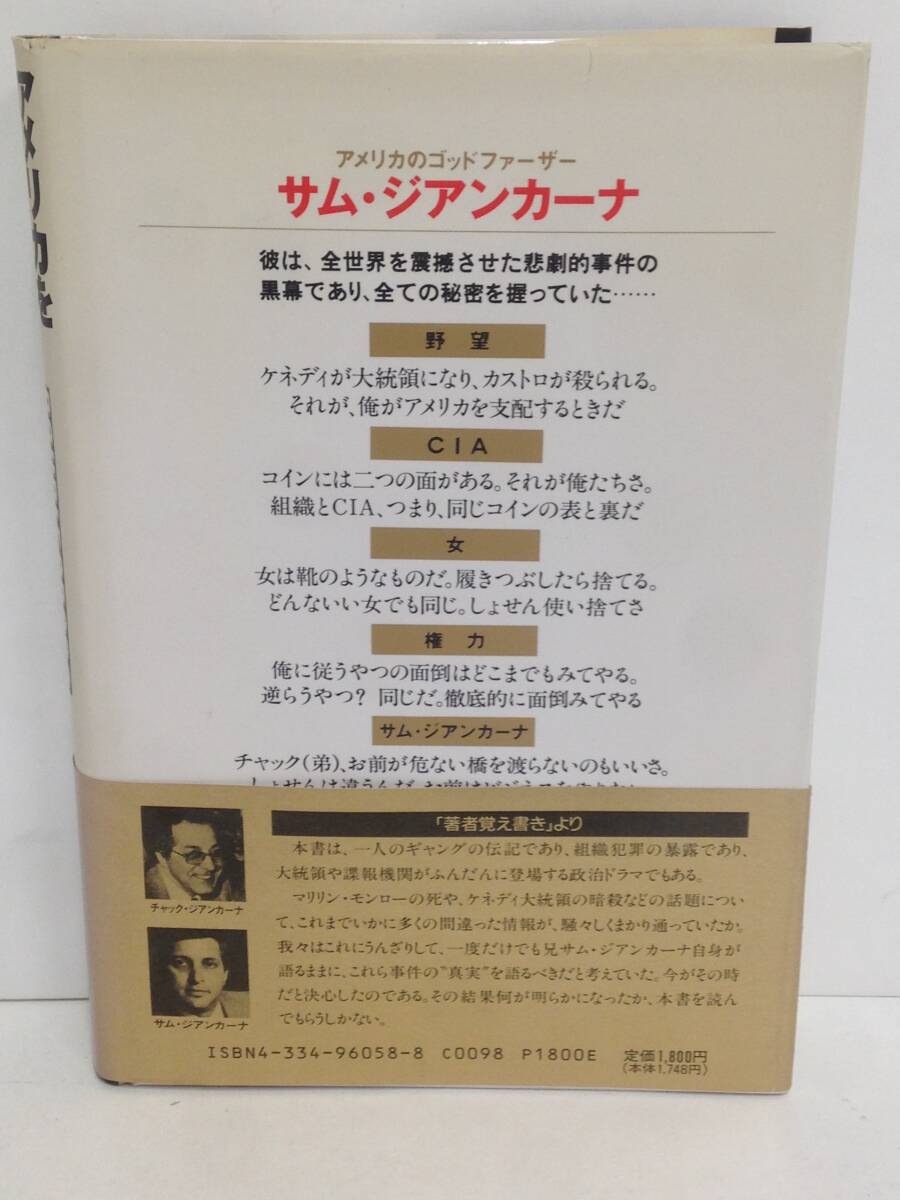 アメリカを
アメリカのゴッドファーザー
サム・ジアンカーナ
彼は、全世界を震撼させた悲劇的事件の
黒幕であり、全ての秘密を握っていた……
野望
ケネディが大統領になり、カストロが殺られる。
それが、俺がアメリカを支配するときだ
CIA
コインには二つの面がある。それが俺たちさ。
組織とCIA、つまり、同じコインの表と裏だ
女
女は靴のようなものだ。履きつぶしたら捨てる。
どんないい女でも同じ。しょせん使い捨てさ
権力
俺に従うやつの面倒はどこまでもみてやる。
逆らうやつ? 同じだ。徹底的に面倒みてやる
サム・ジアンカーナ
チャック(弟)、お前が危ない橋を渡らないのもいいさ。
「著者覚え書き」より
本書は、一人のギャングの伝記であり、組織犯罪の暴露であり、
大統領や諜報機関がふんだんに登場する政治ドラマでもある。
マリリン・モンローの死や、ケネディ大統領の暗殺などの話題につい
て、これまでいかに多くの間違った情報が、騒々しくまかり通っていたか。
我々はこれにうんざりして、一度だけでも兄サム・ジアンカーナ自身が
語るままに、これら事件の"真実"を語るべきだと考えていた。今がその時
だと決心したのである。その結果何が明らかになったか、本書を読ん
でもらうしかない。
チャック・ジアンカーナ
サム・ジアンカーナ
ISBN4-334-96058-8 C0098 P1800E 定価1,800円
(本体1,748円)